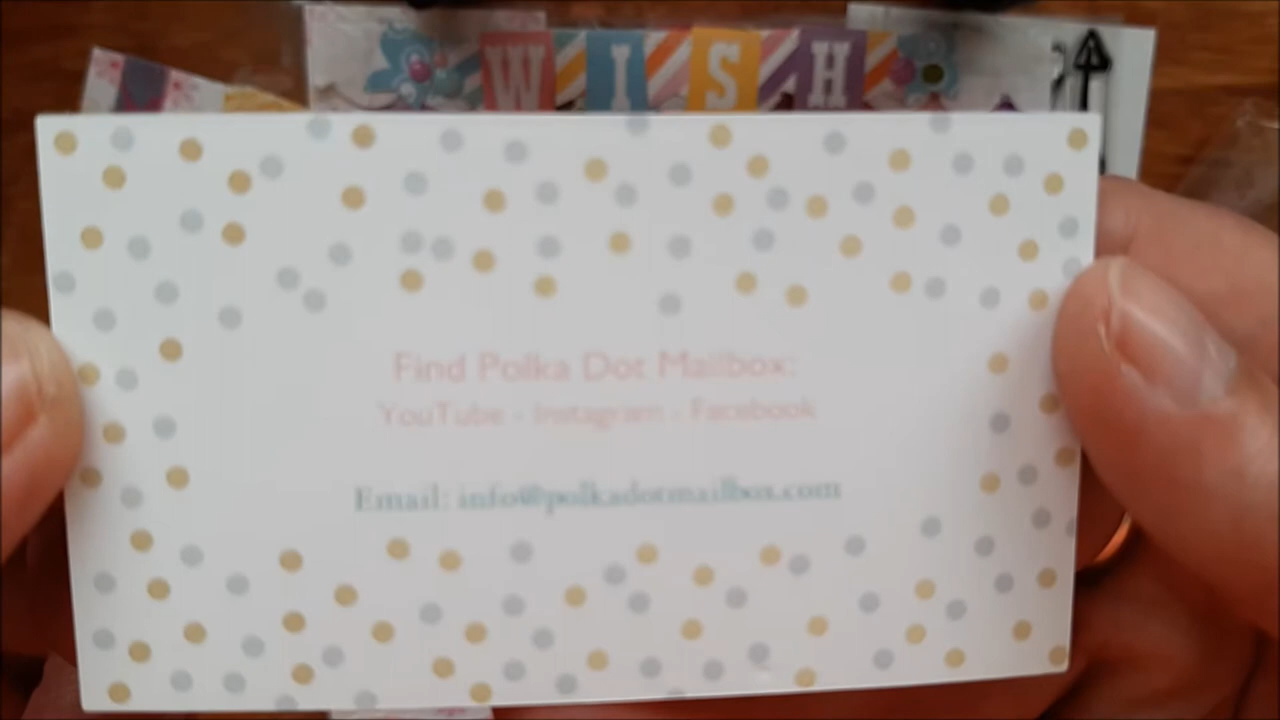 WISH
Find Polka Dot Mailbox:
YouTube - Instagram - Facebook
Email: info@polkadotmailbox.com